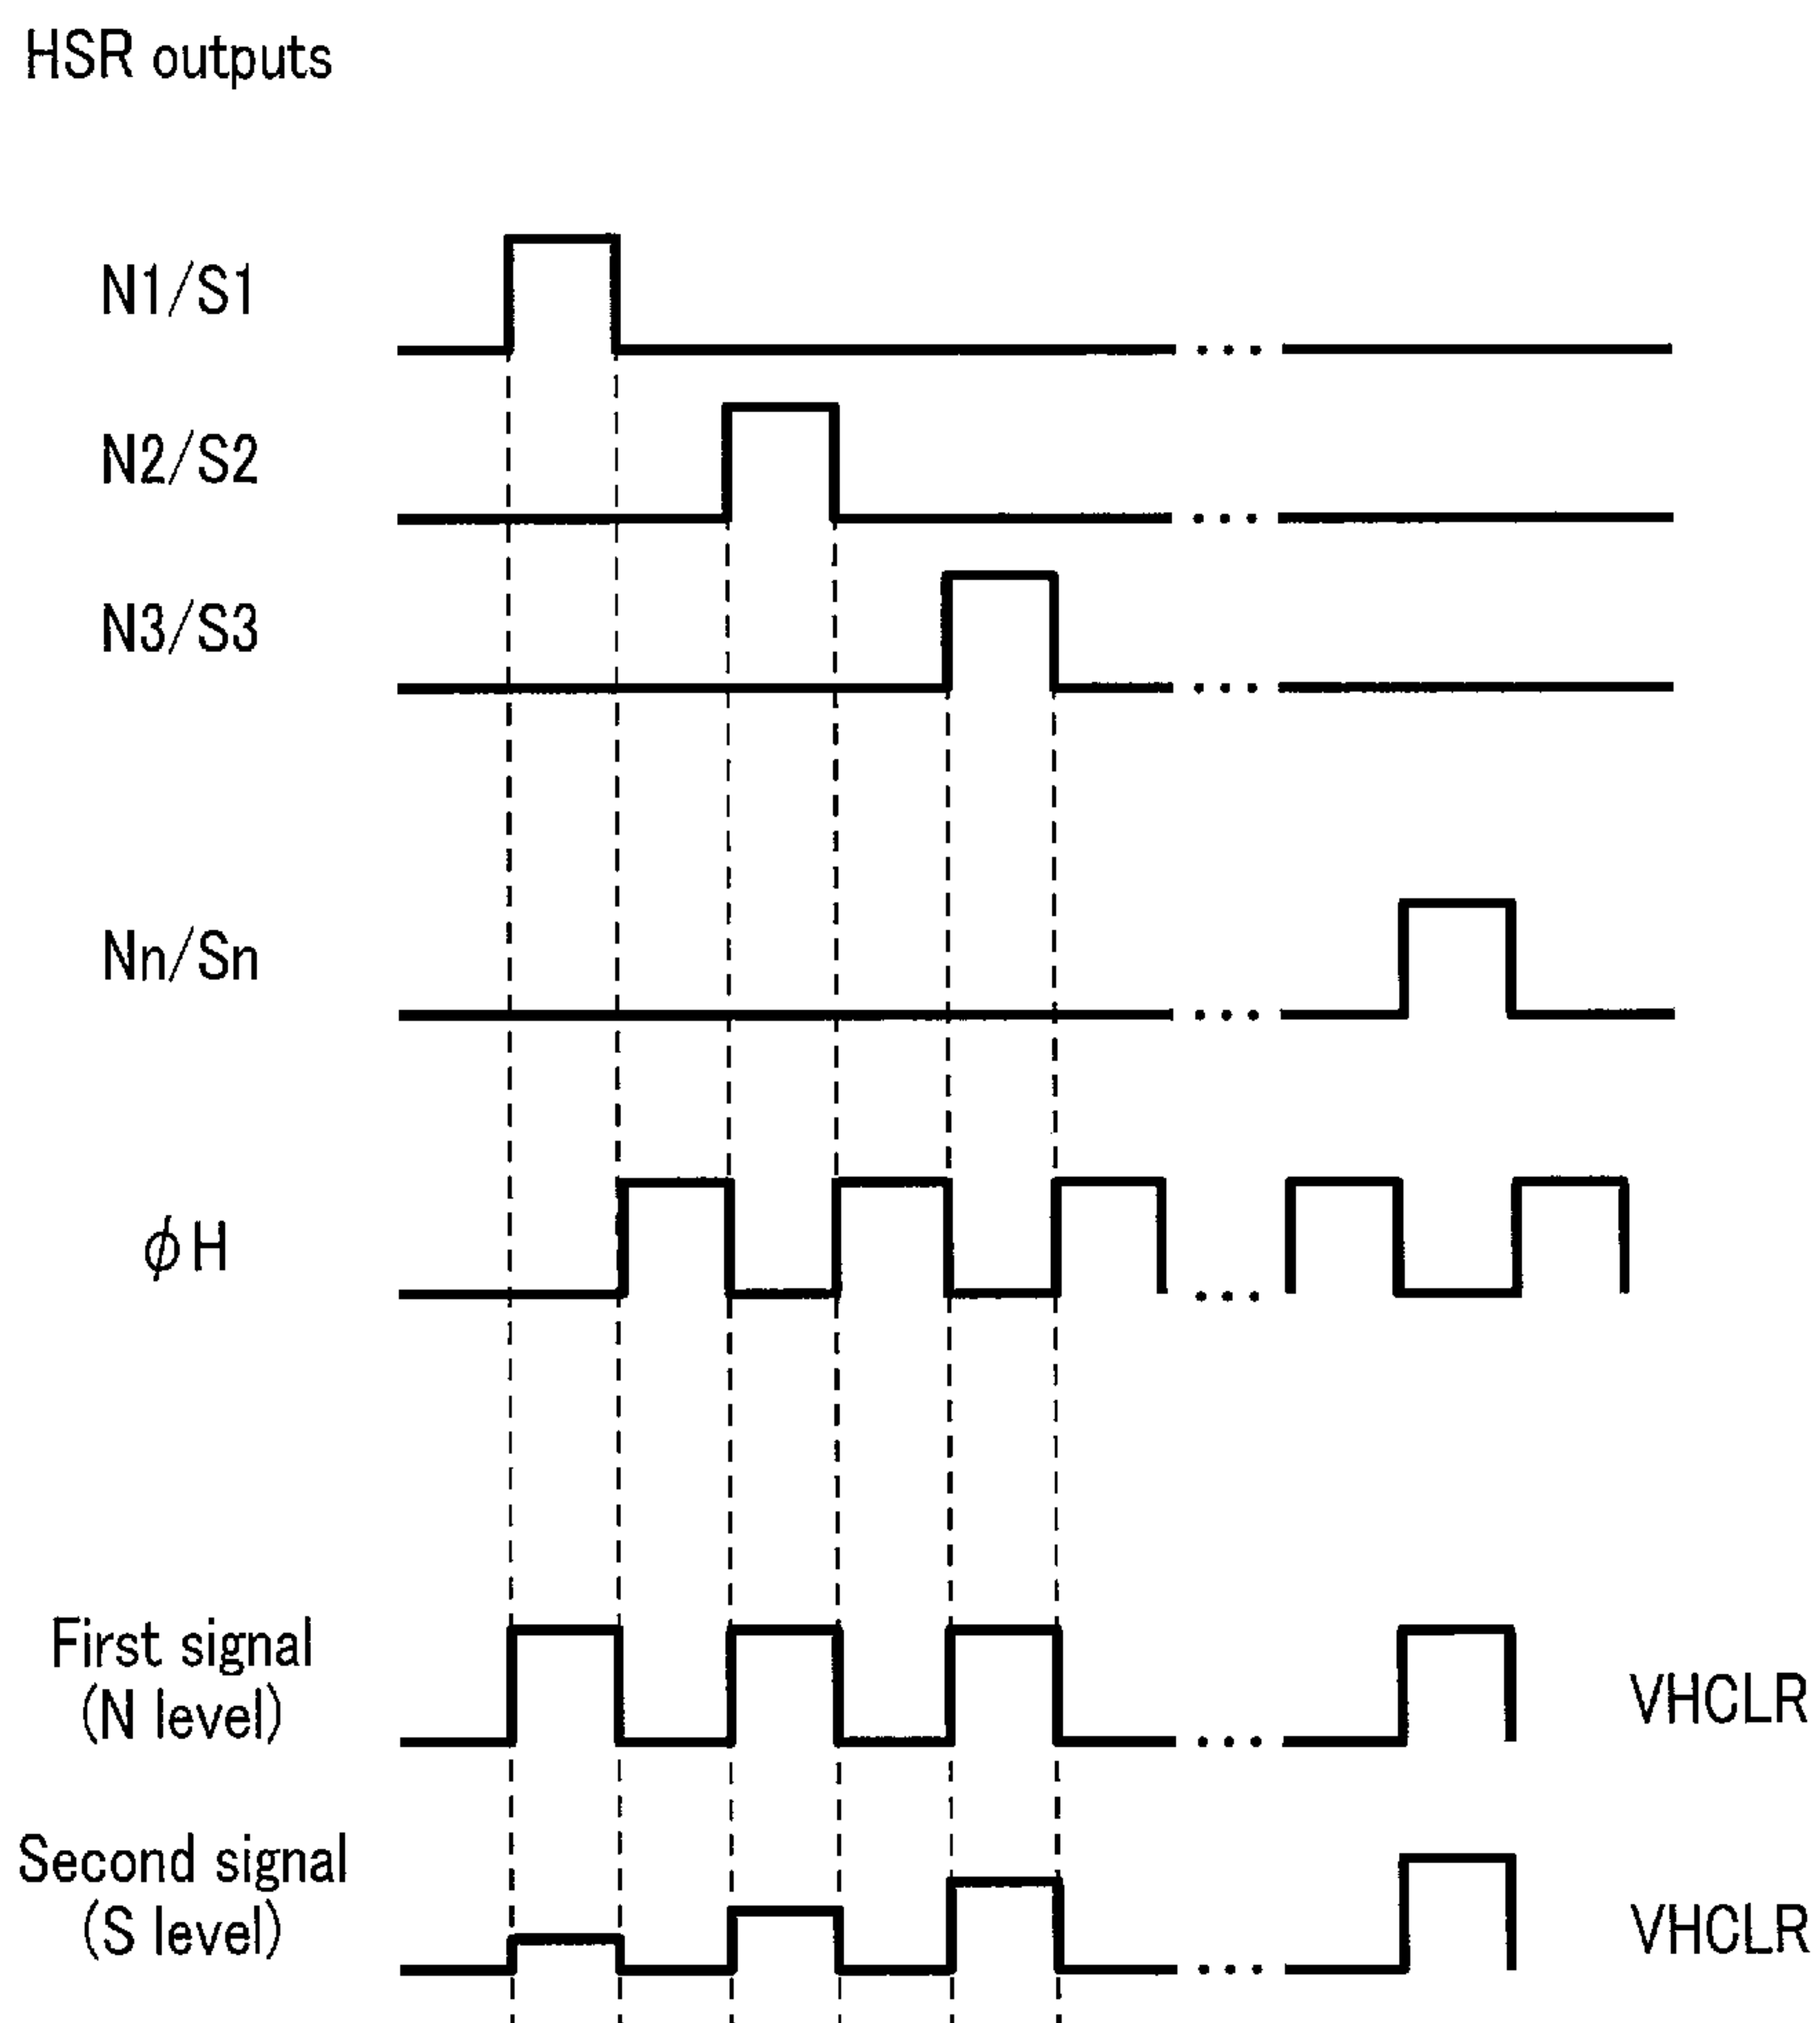 HSR outputs
N1/S1
N2/S2
N3/S3
Nn/Sn
ϕH
First signal
(N level)
VHCLR
Second signal
(S level)
VHCLR